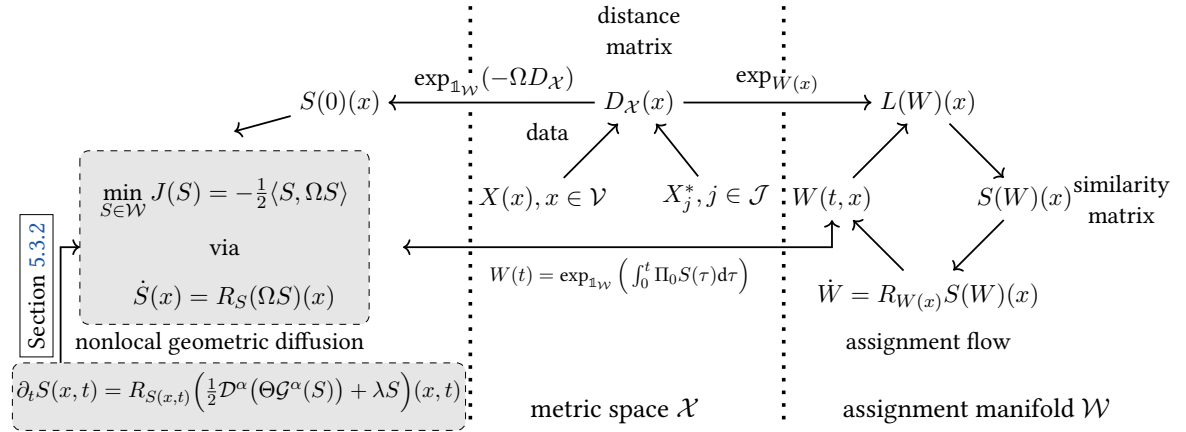 distance
matrix
exp_{𝟙_𝒲}(−ΩD_𝒳)
exp_{W(x)}
S(0)(x)
D_𝒳(x)
L(W)(x)
data
min_{S∈𝒲} J(S) = −½⟨S, ΩS⟩
X(x), x ∈ 𝒱
X*_j, j ∈ 𝒥
W(t, x)
S(W)(x)
similarity
matrix
via
W(t) = exp_{𝟙_𝒲}(∫_0^t Π_0 S(τ)dτ)
Section 5.3.2
Ṡ(x) = R_S(ΩS)(x)
Ẇ = R_{W(x)}S(W)(x)
nonlocal geometric diffusion
assignment flow
∂_t S(x, t) = R_{S(x,t)}(½𝒟^α(Θ𝒢^α(S)) + λS)(x, t)
metric space 𝒳
assignment manifold 𝒲